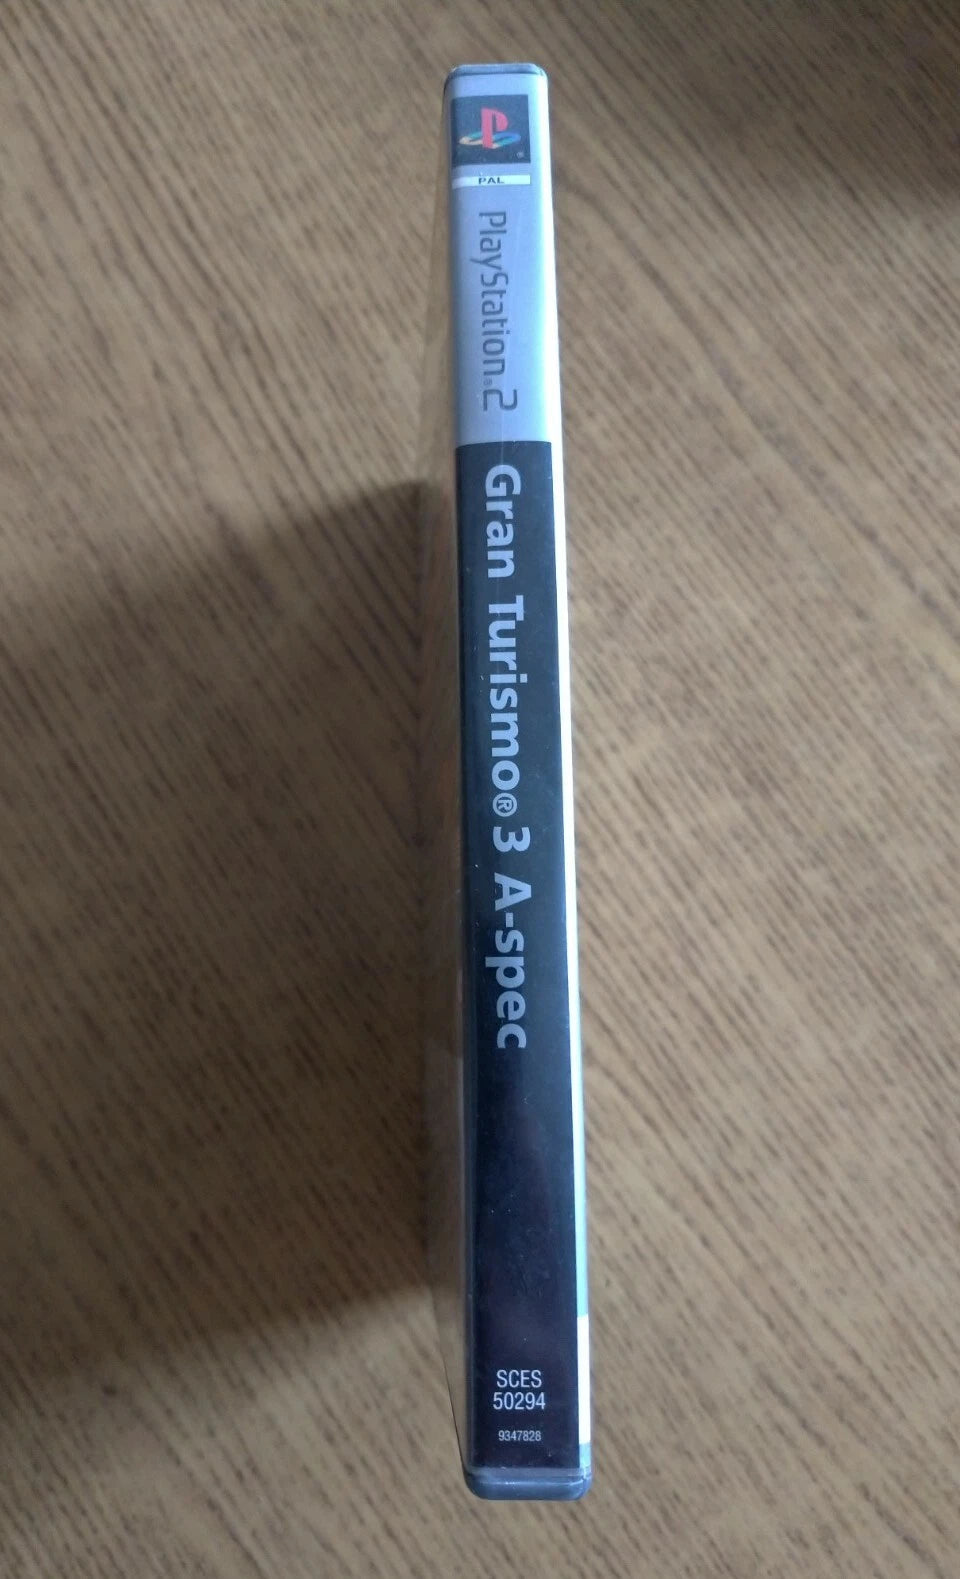 PAL
PlayStation®2
Gran Turismo®3 A-spec
SCES
50294
9347828